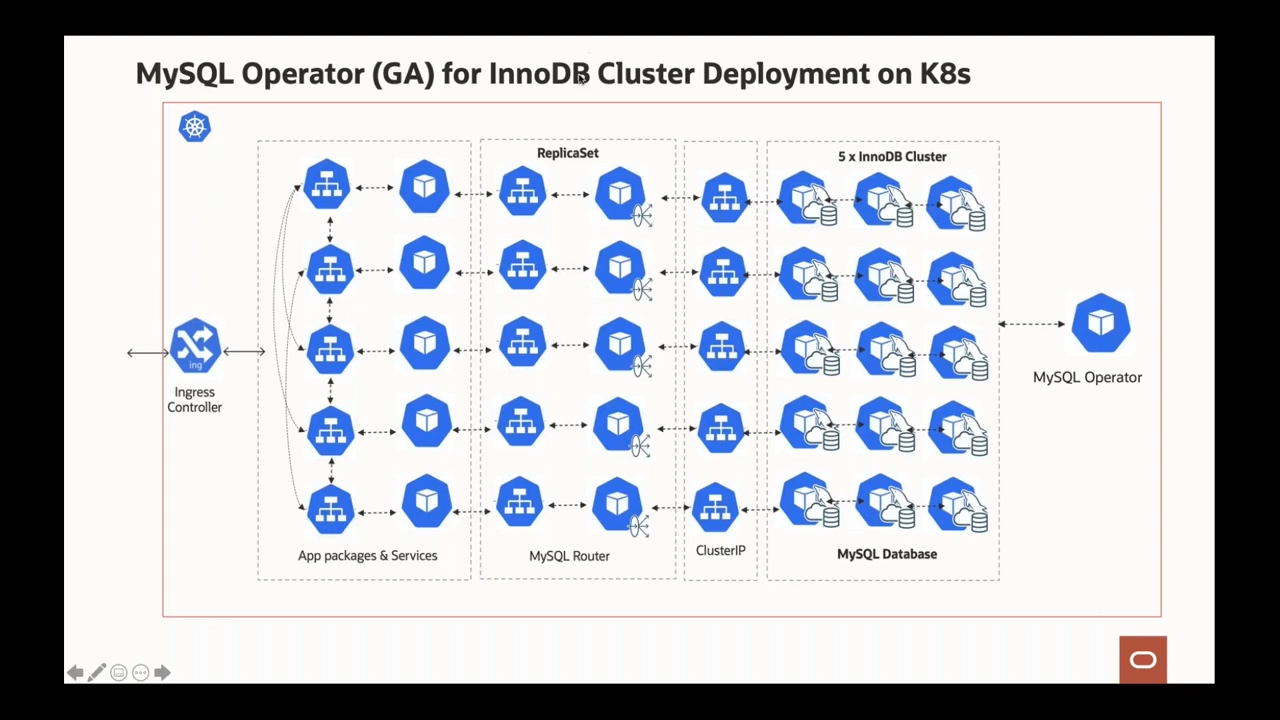 MySQL Operator (GA) for InnoDB Cluster Deployment on K8s
ReplicaSet
5 x InnoDB Cluster
ing
Ingress
Controller
MySQL Operator
App packages & Services
MySQL Router
ClusterIP
MySQL Database